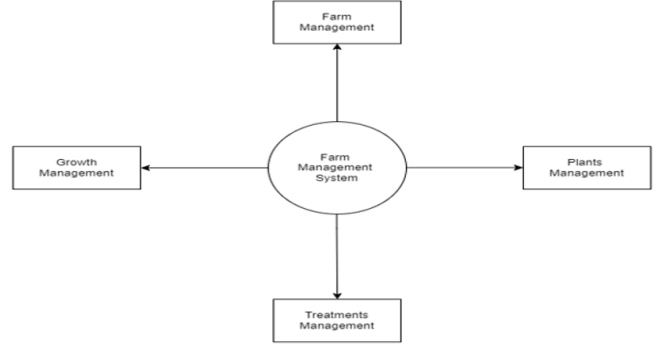 Farm
Management
Growth
Management
Farm
Management
System
Plants
Management
Treatments
Management